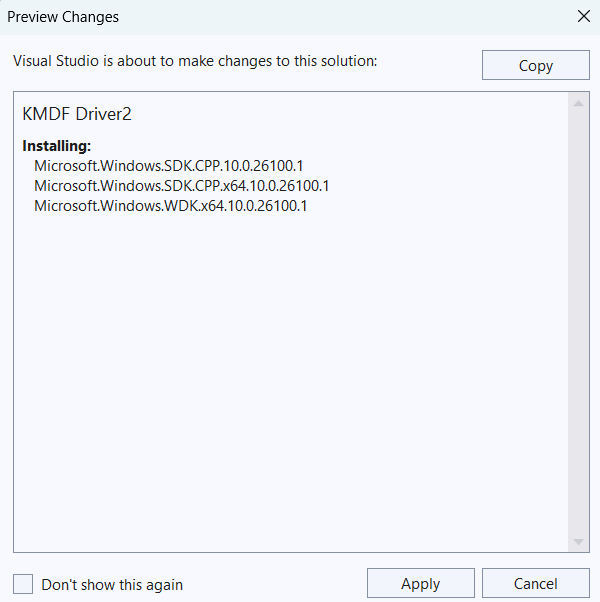 Preview Changes
Visual Studio is about to make changes to this solution:
Copy
KMDF Driver2
Installing:
Microsoft.Windows.SDK.CPP.10.0.26100.1
Microsoft.Windows.SDK.CPP.x64.10.0.26100.1
Microsoft.Windows.WDK.x64.10.0.26100.1
Don't show this again
Apply
Cancel